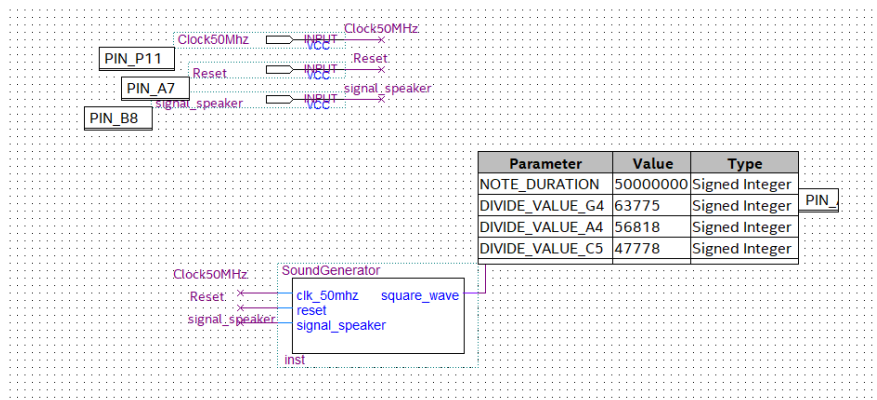 Clock50MHz
Clock50Mhz INPUT
VCC
PIN_P11
Reset
Reset INPUT
VCC
PIN_A7
signal_speaker
signal_speaker INPUT
VCC
PIN_B8
Parameter Value Type
NOTE_DURATION 50000000 Signed Integer
DIVIDE_VALUE_G4 63775 Signed Integer
DIVIDE_VALUE_A4 56818 Signed Integer
DIVIDE_VALUE_C5 47778 Signed Integer
SoundGenerator
Clock50MHz
clk_50mhz square_wave
Reset
reset
signal_speaker
signal_speaker
inst